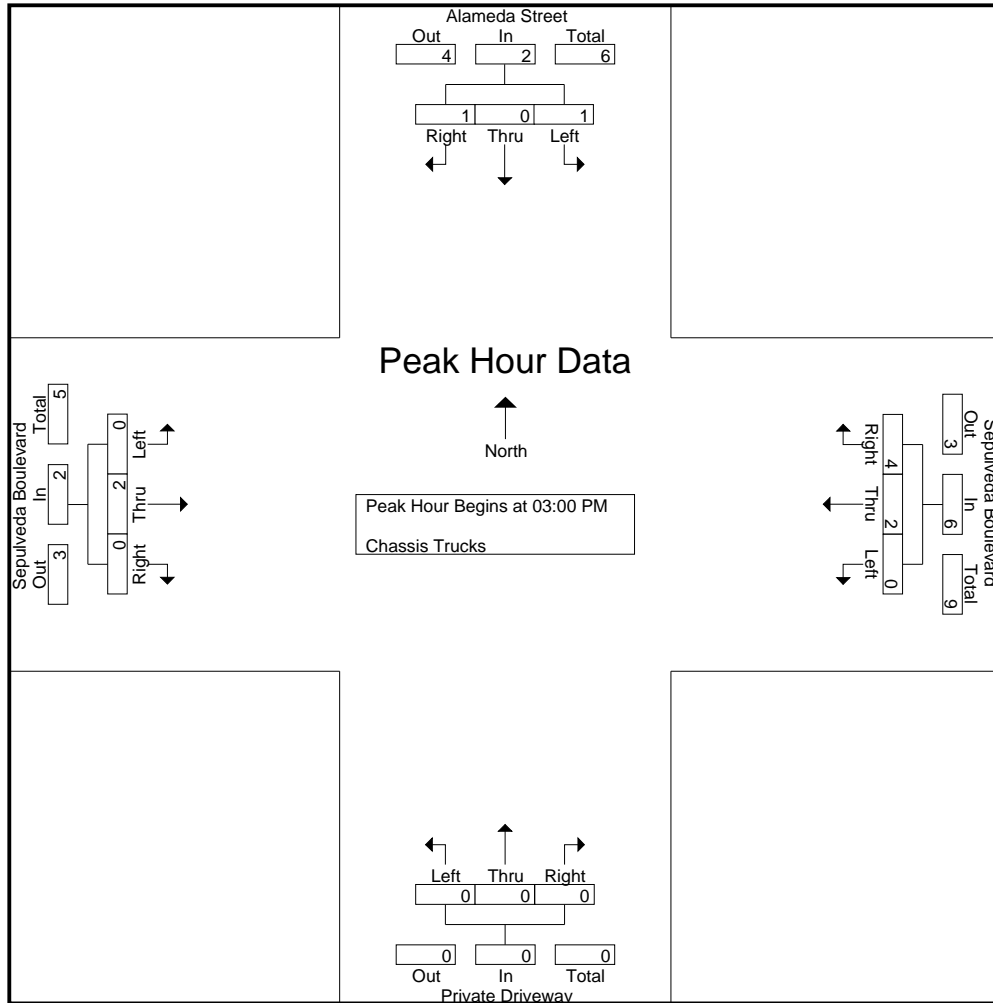 Alameda Street
Out In Total
4 2 6
1 0 1
Right Thru Left
Peak Hour Data
North
Peak Hour Begins at 03:00 PM
Chassis Trucks
Sepulveda Boulevard
Total In Out
5 2 3
0 2 0
Left Thru Right
Sepulveda Boulevard
Out In Total
3 6 9
4 2 0
Right Thru Left
Left Thru Right
0 0 0
0 0 0
Out In Total
Private Driveway